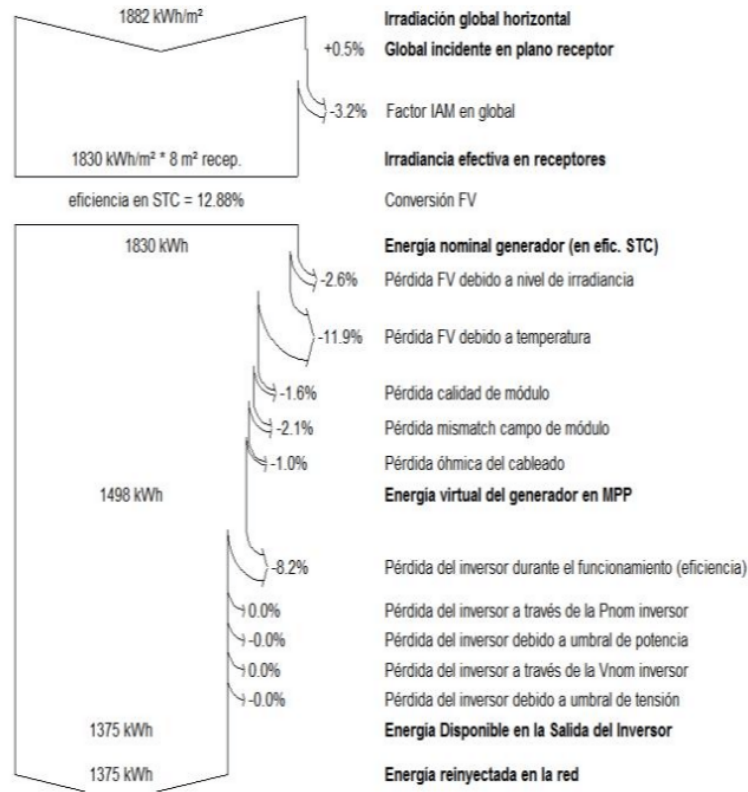 1882 kWh/m² Irradiación global horizontal
+0.5% Global incidente en plano receptor
-3.2% Factor IAM en global
1830 kWh/m² * 8 m² recep. Irradiancia efectiva en receptores
eficiencia en STC = 12.88% Conversión FV
1830 kWh Energía nominal generador (en efic. STC)
-2.6% Pérdida FV debido a nivel de irradiancia
-11.9% Pérdida FV debido a temperatura
-1.6% Pérdida calidad de módulo
-2.1% Pérdida mismatch campo de módulo
-1.0% Pérdida óhmica del cableado
1498 kWh Energía virtual del generador en MPP
-8.2% Pérdida del inversor durante el funcionamiento (eficiencia)
0.0% Pérdida del inversor a través de la Pnom inversor
-0.0% Pérdida del inversor debido a umbral de potencia
0.0% Pérdida del inversor a través de la Vnom inversor
-0.0% Pérdida del inversor debido a umbral de tensión
1375 kWh Energía Disponible en la Salida del Inversor
1375 kWh Energía reinyectada en la red